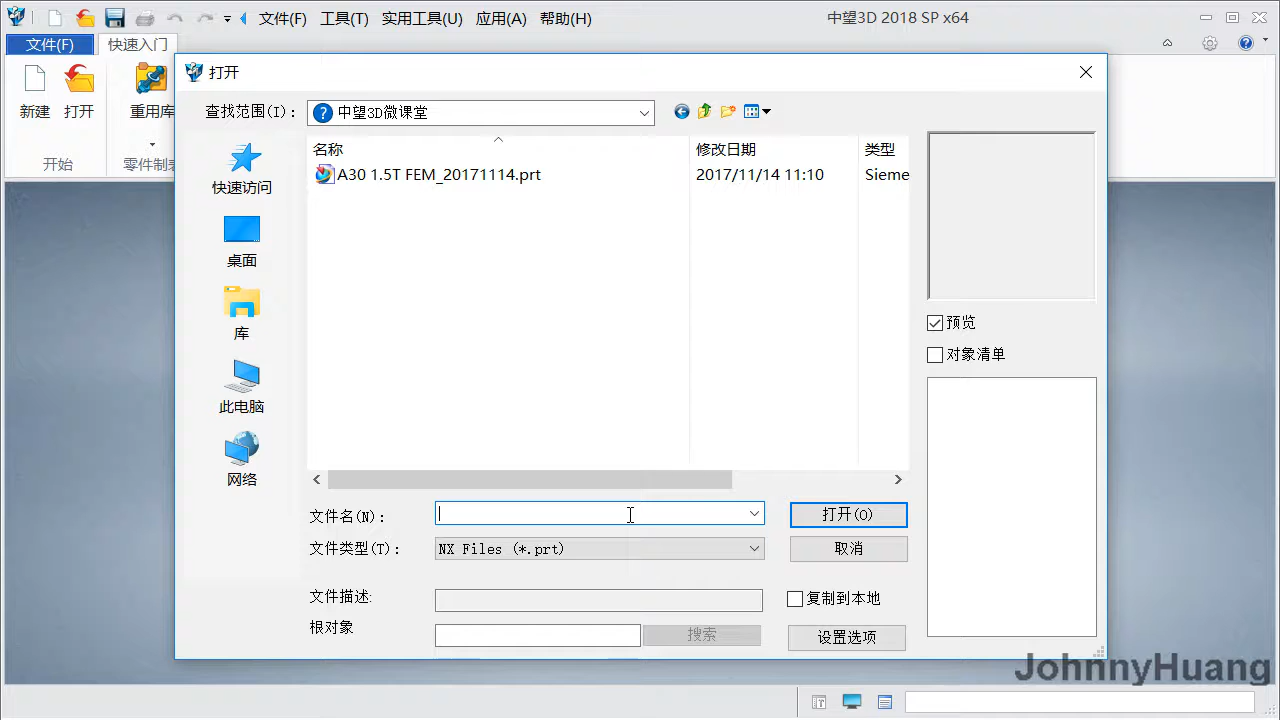 文件(F) 工具(T) 实用工具(U) 应用(A) 帮助(H) 中望3D 2018 SP x64
文件(F) 快速入门
新建 打开 重用库
开始 零件制
打开
查找范围(I): 中望3D微课堂
名称 修改日期 类型
A30 1.5T FEM_20171114.prt 2017/11/14 11:10 Sieme
快速访问
桌面
库
此电脑
网络
预览
对象清单
文件名(N): 打开(O)
文件类型(T): NX Files (*.prt) 取消
文件描述: 复制到本地
根对象 搜索 设置选项
JohnnyHuang